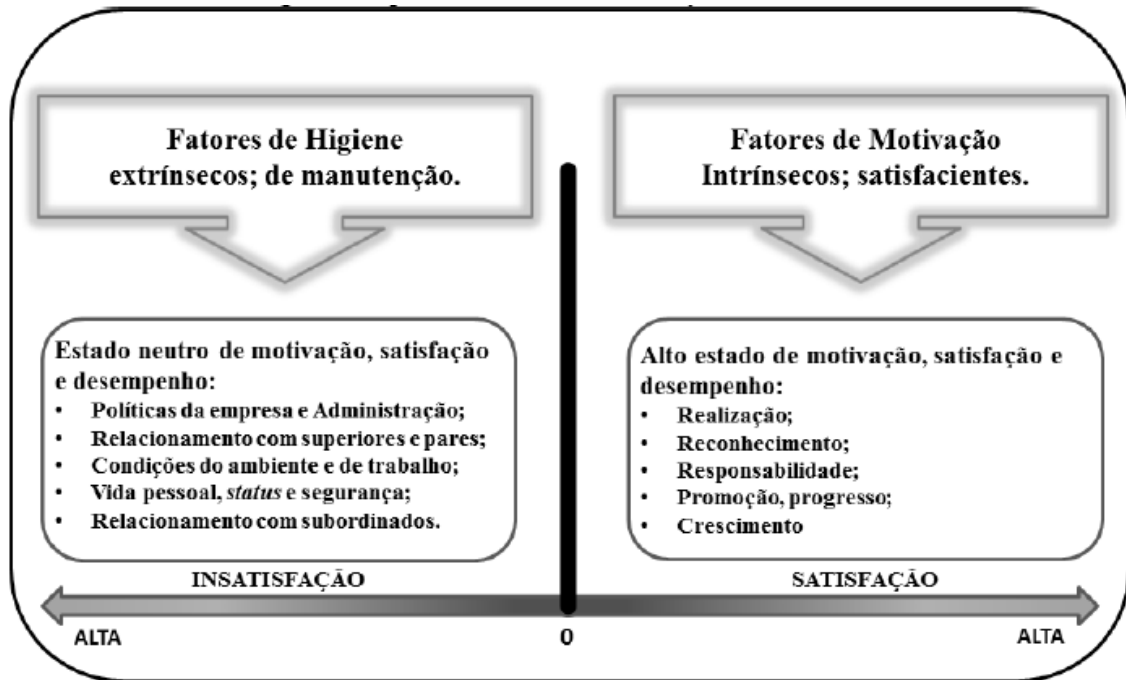 Fatores de Higiene
extrínsecos; de manutenção.
Fatores de Motivação
Intrínsecos; satisfacientes.
Estado neutro de motivação, satisfação
e desempenho:
• Políticas da empresa e Administração;
• Relacionamento com superiores e pares;
• Condições do ambiente e de trabalho;
• Vida pessoal, status e segurança;
• Relacionamento com subordinados.
Alto estado de motivação, satisfação e
desempenho:
• Realização;
• Reconhecimento;
• Responsabilidade;
• Promoção, progresso;
• Crescimento
INSATISFAÇÃO
SATISFAÇÃO
ALTA
0
ALTA